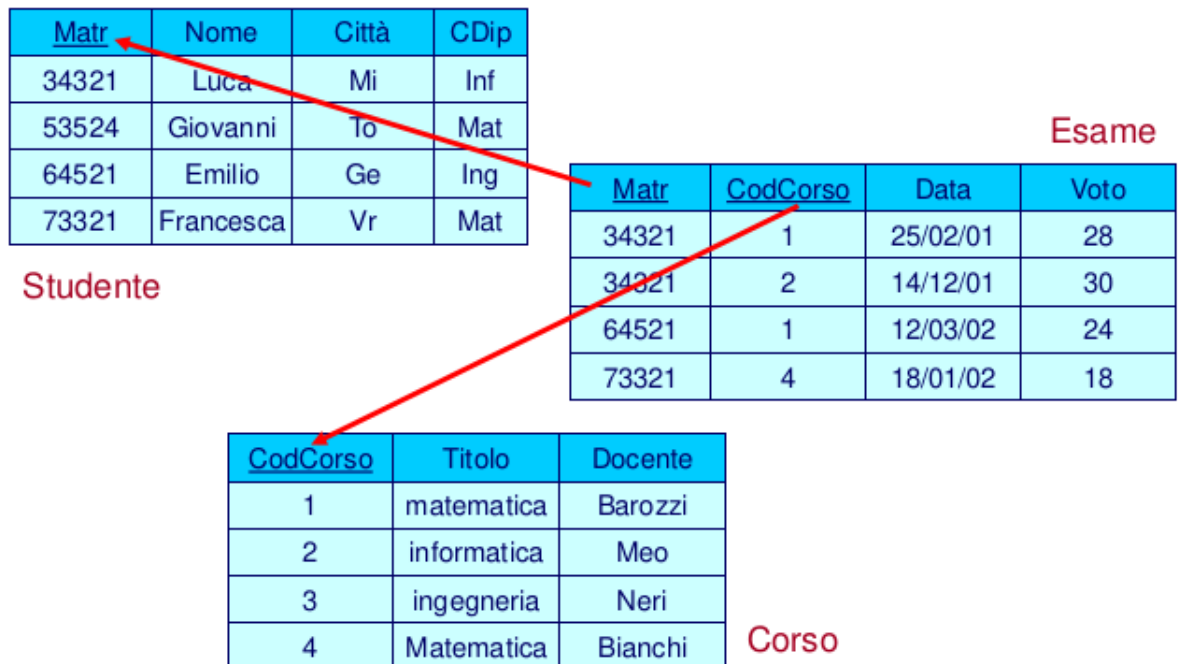 Matr Nome Città CDip
34321 Luca Mi Inf
53524 Giovanni To Mat
64521 Emilio Ge Ing
73321 Francesca Vr Mat
Studente
Esame
Matr CodCorso Data Voto
34321 1 25/02/01 28
34321 2 14/12/01 30
64521 1 12/03/02 24
73321 4 18/01/02 18
CodCorso Titolo Docente
1 matematica Barozzi
2 informatica Meo
3 ingegneria Neri
4 Matematica Bianchi
Corso